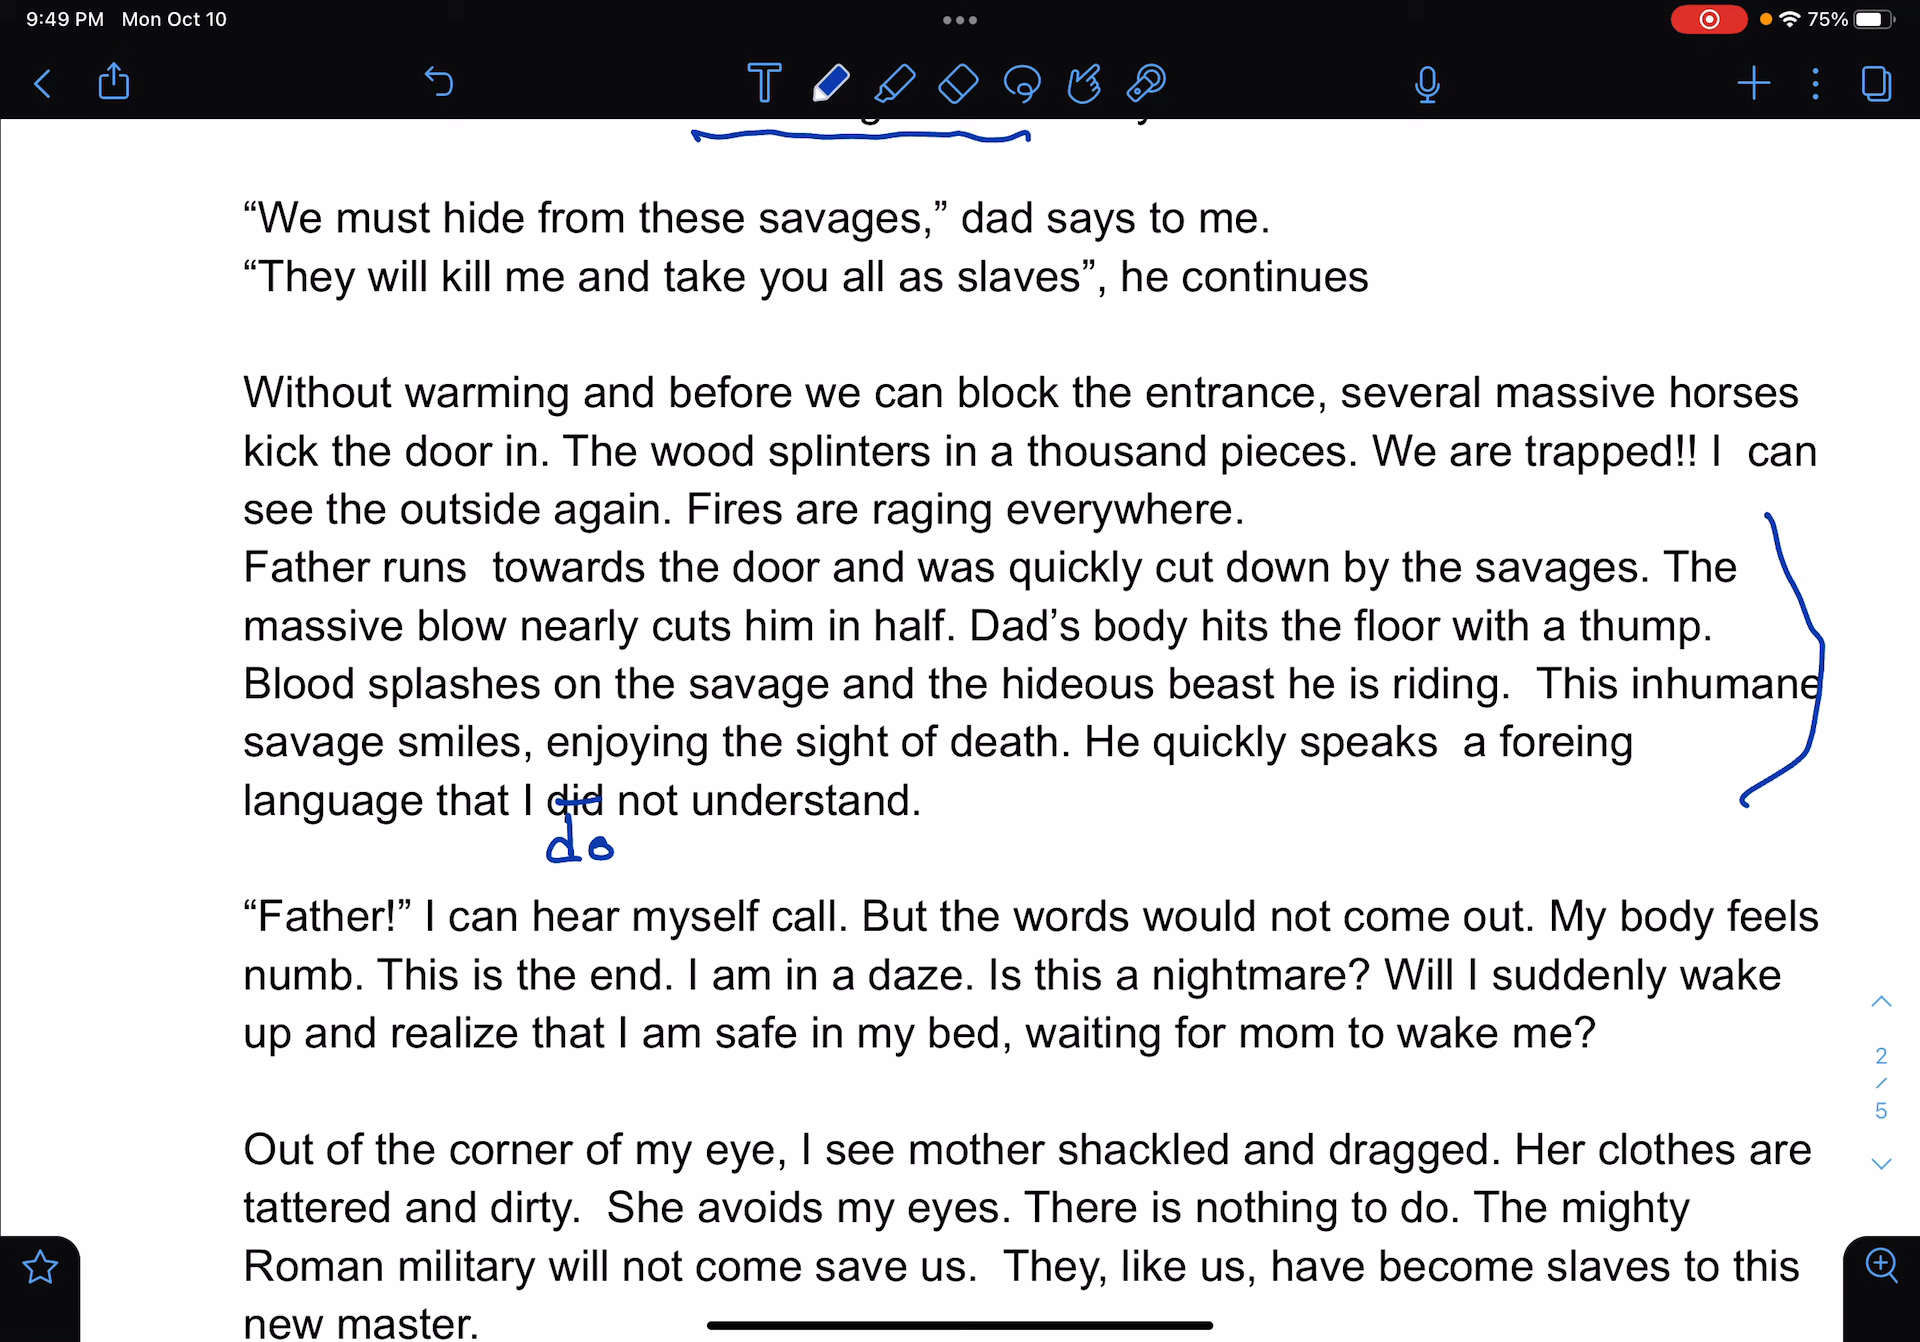 9:49 PM Mon Oct 10
75%
“We must hide from these savages,” dad says to me.
“They will kill me and take you all as slaves”, he continues
Without warming and before we can block the entrance, several massive horses
kick the door in. The wood splinters in a thousand pieces. We are trapped!! I can
see the outside again. Fires are raging everywhere.
Father runs towards the door and was quickly cut down by the savages. The
massive blow nearly cuts him in half. Dad’s body hits the floor with a thump.
Blood splashes on the savage and the hideous beast he is riding. This inhumane
savage smiles, enjoying the sight of death. He quickly speaks a foreing
language that I did not understand.
do
“Father!” I can hear myself call. But the words would not come out. My body feels
numb. This is the end. I am in a daze. Is this a nightmare? Will I suddenly wake
up and realize that I am safe in my bed, waiting for mom to wake me?
2
/
5
Out of the corner of my eye, I see mother shackled and dragged. Her clothes are
tattered and dirty. She avoids my eyes. There is nothing to do. The mighty
Roman military will not come save us. They, like us, have become slaves to this
new master.